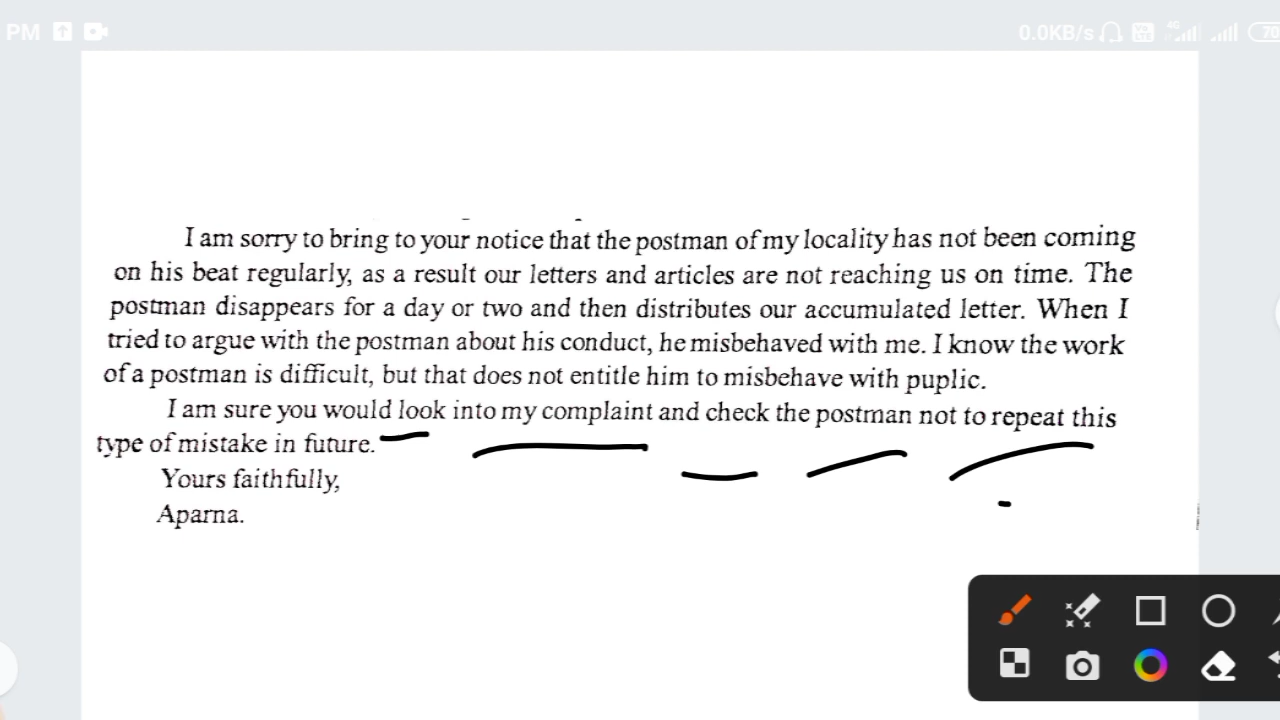 PM 0.0KB/s 4G 70
I am sorry to bring to your notice that the postman of my locality has not been coming
on his beat regularly, as a result our letters and articles are not reaching us on time. The
postman disappears for a day or two and then distributes our accumulated letter. When I
tried to argue with the postman about his conduct, he misbehaved with me. I know the work
of a postman is difficult, but that does not entitle him to misbehave with puplic.
I am sure you would look into my complaint and check the postman not to repeat this
type of mistake in future.
Yours faithfully,
Aparna.